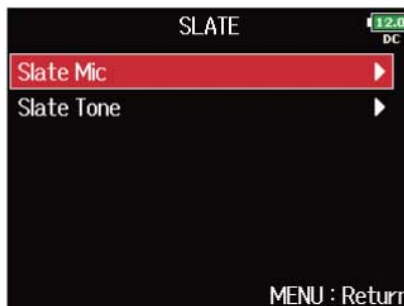 SLATE
12.0
DC
Slate Mic
Slate Tone
MENU : Return